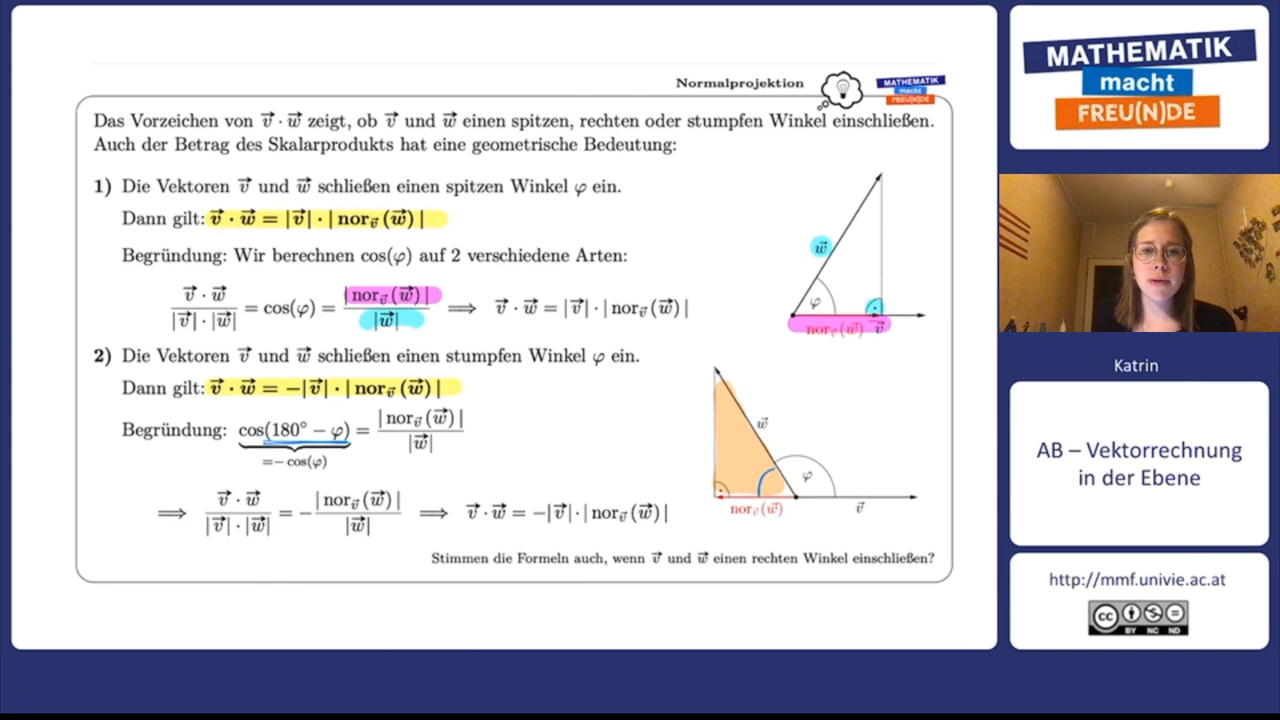 Normalprojektion
MATHEMATIK
macht
FREU(N)DE
Das Vorzeichen von v⃗ · w⃗ zeigt, ob v⃗ und w⃗ einen spitzen, rechten oder stumpfen Winkel einschließen.
Auch der Betrag des Skalarprodukts hat eine geometrische Bedeutung:
1) Die Vektoren v⃗ und w⃗ schließen einen spitzen Winkel φ ein.
Dann gilt: v⃗ · w⃗ = |v⃗| · | nor_v⃗ (w⃗) |
Begründung: Wir berechnen cos(φ) auf 2 verschiedene Arten:
v⃗ · w⃗ / |v⃗| · |w⃗| = cos(φ) = | nor_v⃗ (w⃗) | / |w⃗| ⟹ v⃗ · w⃗ = |v⃗| · | nor_v⃗ (w⃗) |
w⃗
φ
nor_v⃗ (w⃗) v⃗
2) Die Vektoren v⃗ und w⃗ schließen einen stumpfen Winkel φ ein.
Dann gilt: v⃗ · w⃗ = −|v⃗| · | nor_v⃗ (w⃗) |
Begründung: cos(180° − φ) = | nor_v⃗ (w⃗) | / |w⃗|
=− cos(φ)
⟹ v⃗ · w⃗ / |v⃗| · |w⃗| = − | nor_v⃗ (w⃗) | / |w⃗| ⟹ v⃗ · w⃗ = −|v⃗| · | nor_v⃗ (w⃗) |
w⃗
φ
nor_v⃗ (w⃗) v⃗
Stimmen die Formeln auch, wenn v⃗ und w⃗ einen rechten Winkel einschließen?
MATHEMATIK
macht
FREU(N)DE
Katrin
AB – Vektorrechnung
in der Ebene
http://mmf.univie.ac.at
cc
BY NC ND